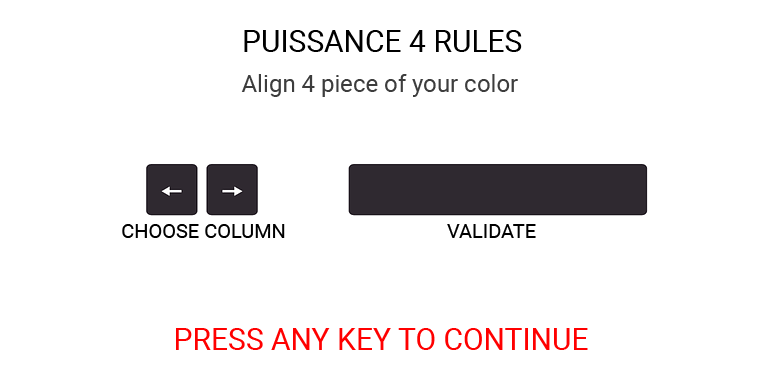 PUISSANCE 4 RULES
Align 4 piece of your color
← →
CHOOSE COLUMN
VALIDATE
PRESS ANY KEY TO CONTINUE